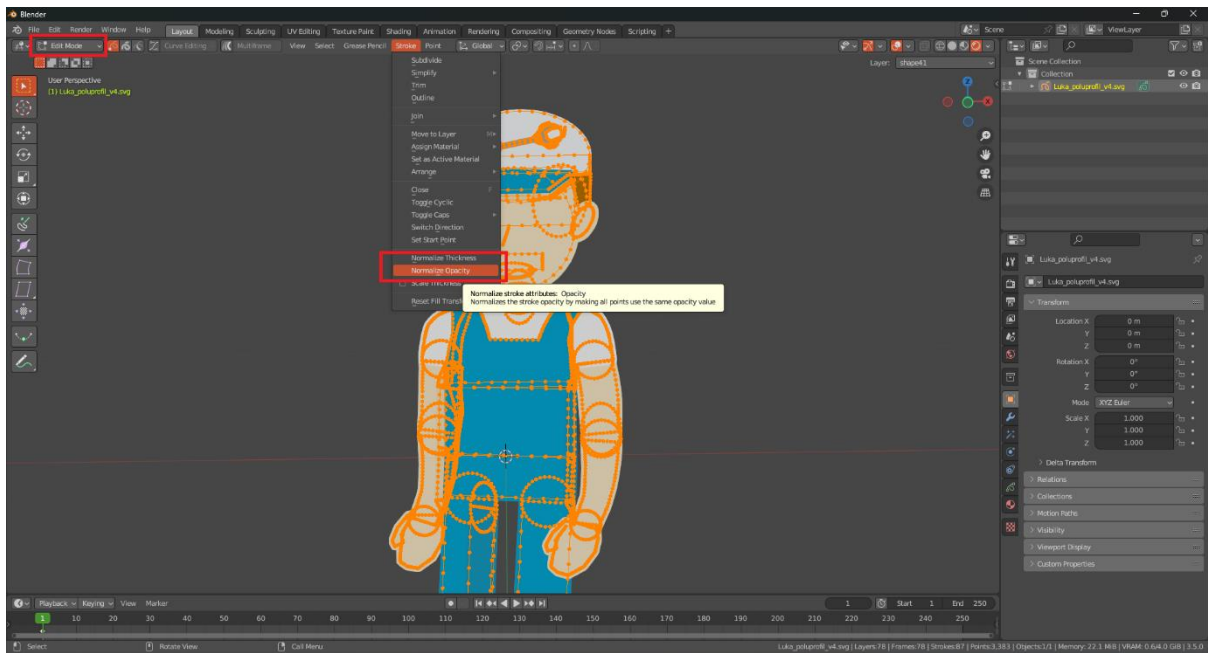 Blender
File Edit Render Window Help Layout Modeling Sculpting UV Editing Texture Paint Shading Animation Rendering Compositing Geometry Nodes Scripting + Scene ViewLayer
Edit Mode Curve Editing Multiframe View Select Grease Pencil Stroke Point Global
Layer: shape41
User Perspective
(1) Luka_poluprofil_v4.svg
Subdivide
Simplify
Trim
Outline
Join
Move to Layer
Assign Material
Set as Active Material
Arrange
Close F
Toggle Cyclic
Toggle Caps
Switch Direction
Set Start Point
Normalize Thickness
Normalize Opacity
Scale Thickness
Reset Fill Transf
Normalize stroke attributes: Opacity
Normalizes the stroke opacity by making all points use the same opacity value
X
Z
Scene Collection
Collection
Luka_poluprofil_v4.svg
Luka_poluprofil_v4.svg
Luka_poluprofil_v4.svg
Transform
Location X 0 m
Y 0 m
Z 0 m
Rotation X 0°
Y 0°
Z 0°
Mode XYZ Euler
Scale X 1.000
Y 1.000
Z 1.000
Delta Transform
Relations
Collections
Motion Paths
Visibility
Viewport Display
Custom Properties
Playback Keying View Marker 1 Start 1 End 250
1 10 20 30 40 50 60 70 80 90 100 110 120 130 140 150 160 170 180 190 200 210 220 230 240 250
Select Rotate View Call Menu Luka_poluprofil_v4.svg | Layers:78 | Frames:78 | Strokes:87 | Points:3,383 | Objects:1/1 | Memory: 22.1 MiB | VRAM: 0.6/4.0 GiB | 3.5.0